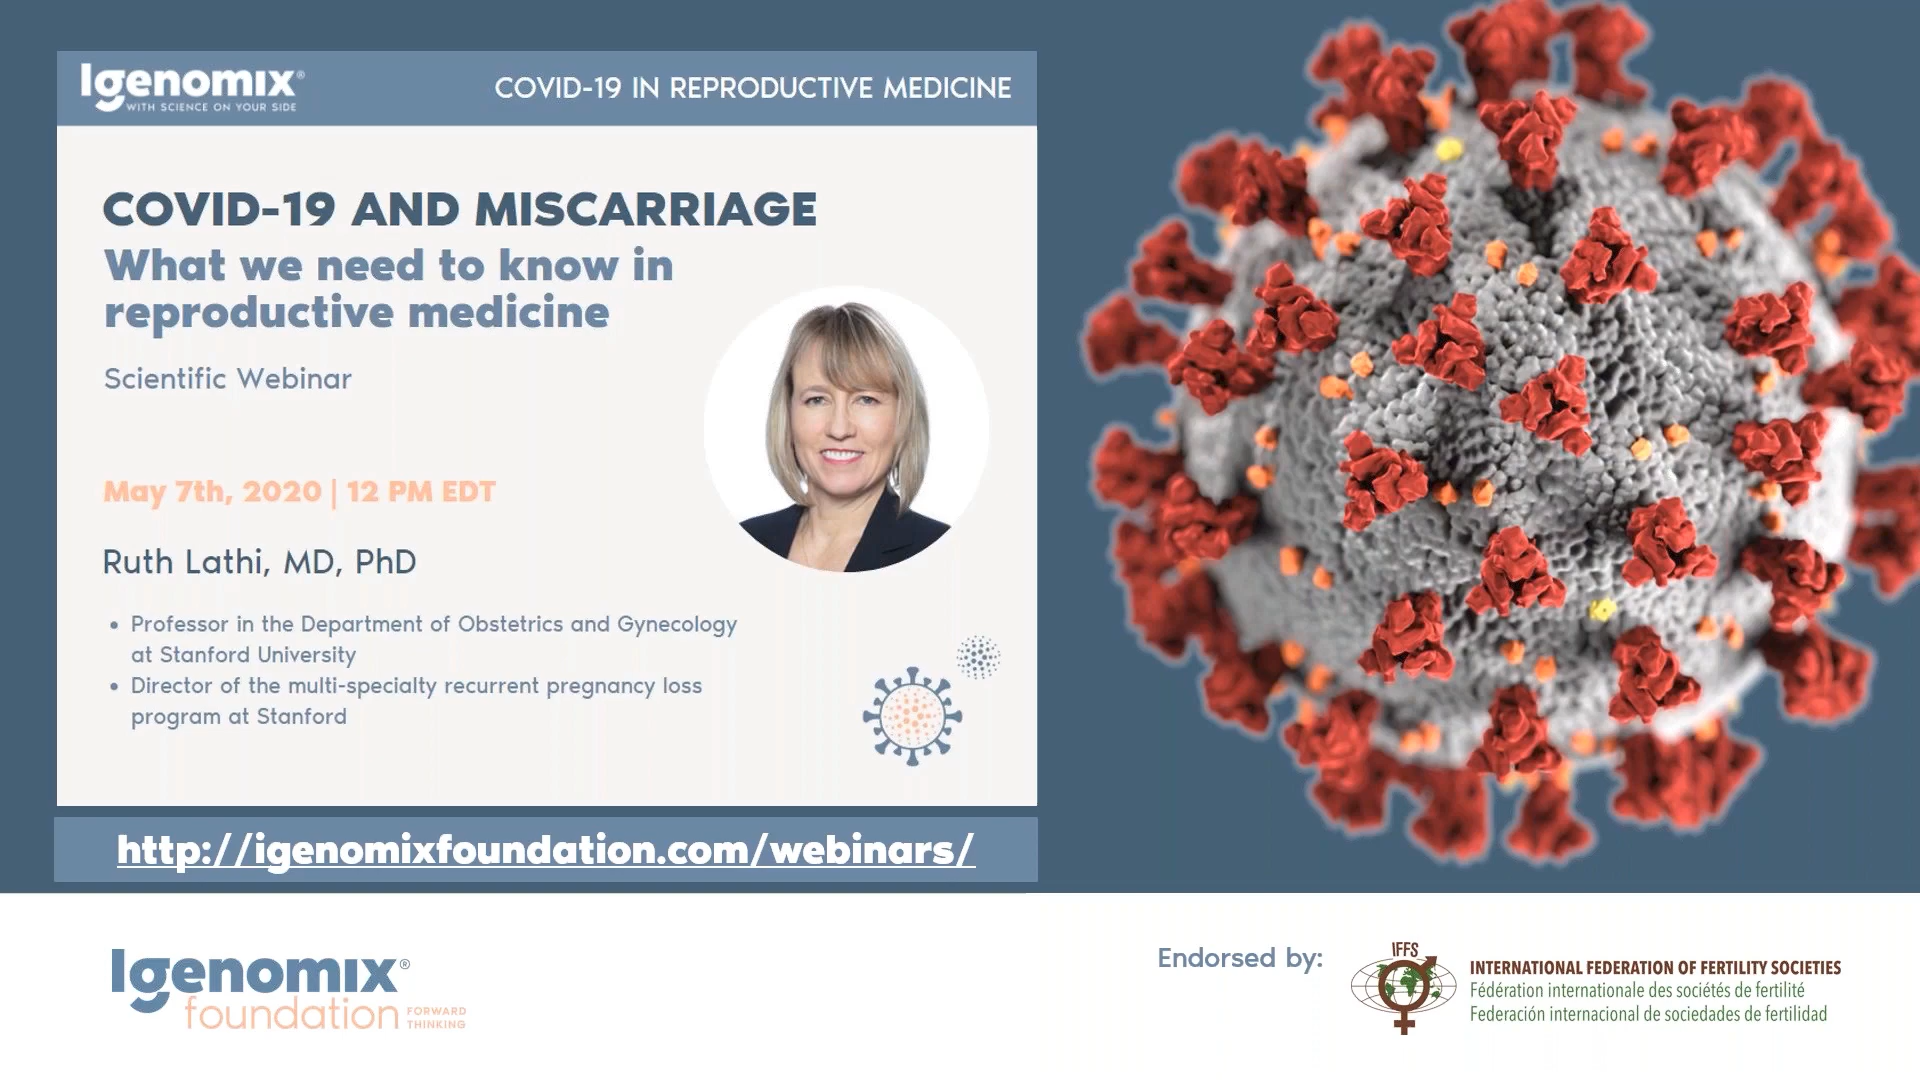 Igenomix®
WITH SCIENCE ON YOUR SIDE
COVID-19 IN REPRODUCTIVE MEDICINE
COVID-19 AND MISCARRIAGE
What we need to know in
reproductive medicine
Scientific Webinar
May 7th, 2020 | 12 PM EDT
Ruth Lathi, MD, PhD
• Professor in the Department of Obstetrics and Gynecology
at Stanford University
• Director of the multi-specialty recurrent pregnancy loss
program at Stanford
http://igenomixfoundation.com/webinars/
Igenomix®
foundation
FORWARD
THINKING
Endorsed by:
IFFS
INTERNATIONAL FEDERATION OF FERTILITY SOCIETIES
Fédération internationale des sociétés de fertilité
Federación internacional de sociedades de fertilidad